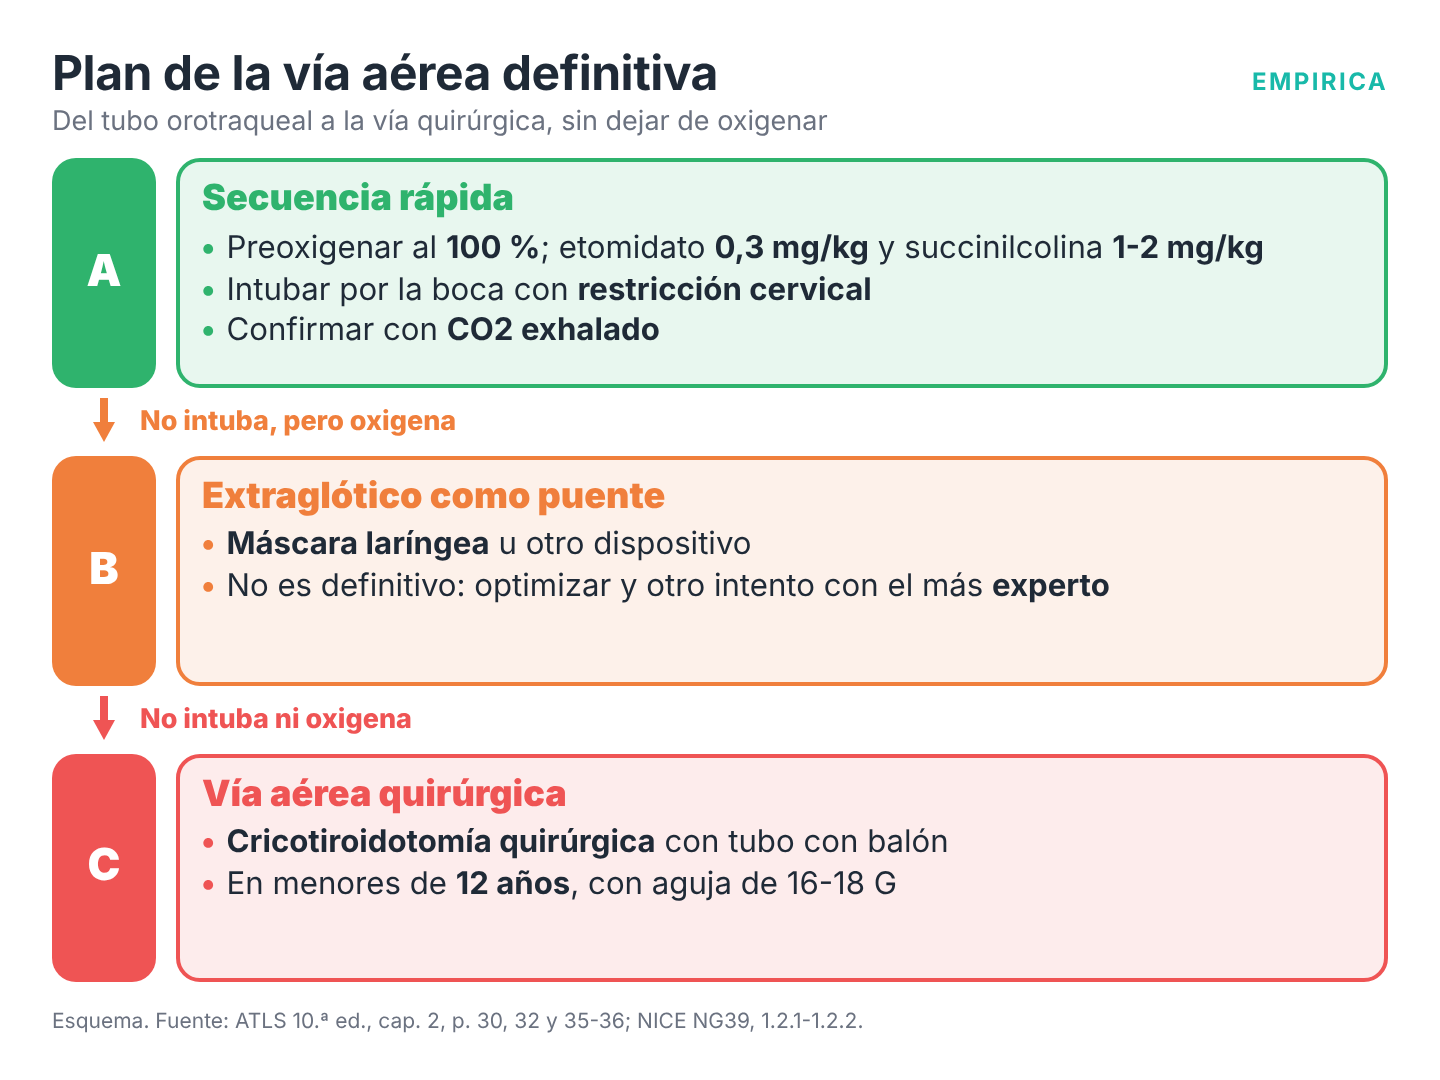 Plan de la vía aérea definitiva
EMPIRICA
Del tubo orotraqueal a la vía quirúrgica, sin dejar de oxigenar
A
Secuencia rápida
• Preoxigenar al 100 %; etomidato 0,3 mg/kg y succinilcolina 1-2 mg/kg
• Intubar por la boca con restricción cervical
• Confirmar con CO2 exhalado
No intuba, pero oxigena
B
Extraglótico como puente
• Máscara laríngea u otro dispositivo
• No es definitivo: optimizar y otro intento con el más experto
No intuba ni oxigena
C
Vía aérea quirúrgica
• Cricotiroidotomía quirúrgica con tubo con balón
• En menores de 12 años, con aguja de 16-18 G
Esquema. Fuente: ATLS 10.ª ed., cap. 2, p. 30, 32 y 35-36; NICE NG39, 1.2.1-1.2.2.